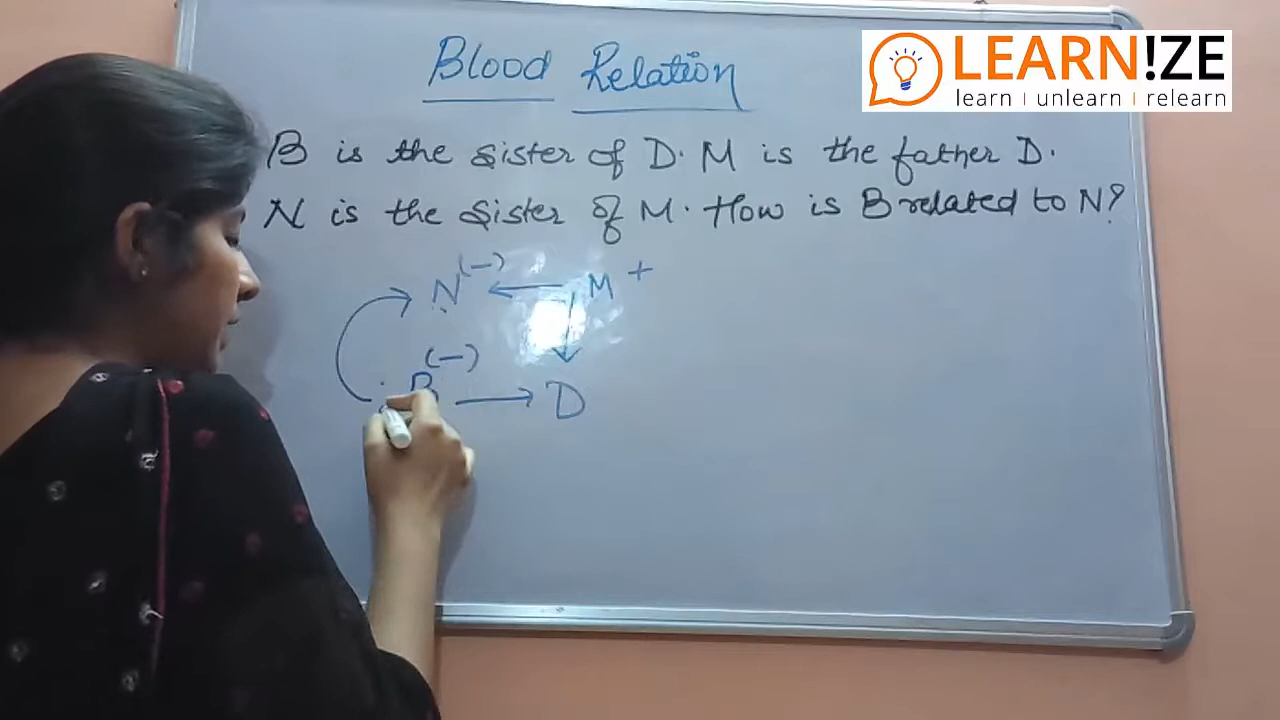 Blood Relation
LEARN!ZE
learn | unlearn | relearn
B is the sister of D. M is the father D.
N is the sister of M. How is B related to N?
N (-) M +
(-)
B D